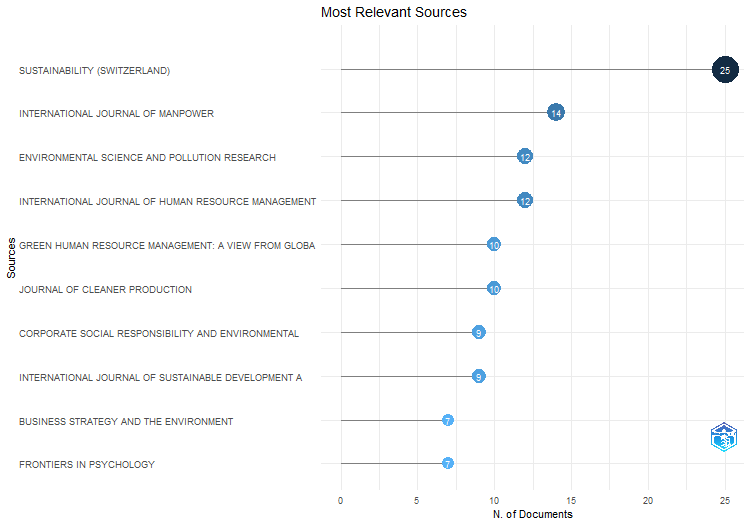 Most Relevant Sources
SUSTAINABILITY (SWITZERLAND) 25
INTERNATIONAL JOURNAL OF MANPOWER 14
ENVIRONMENTAL SCIENCE AND POLLUTION RESEARCH 12
INTERNATIONAL JOURNAL OF HUMAN RESOURCE MANAGEMENT 12
GREEN HUMAN RESOURCE MANAGEMENT: A VIEW FROM GLOBA 10
Sources
JOURNAL OF CLEANER PRODUCTION 10
CORPORATE SOCIAL RESPONSIBILITY AND ENVIRONMENTAL 9
INTERNATIONAL JOURNAL OF SUSTAINABLE DEVELOPMENT A 9
BUSINESS STRATEGY AND THE ENVIRONMENT 7
FRONTIERS IN PSYCHOLOGY 7
0 5 10 15 20 25
N. of Documents